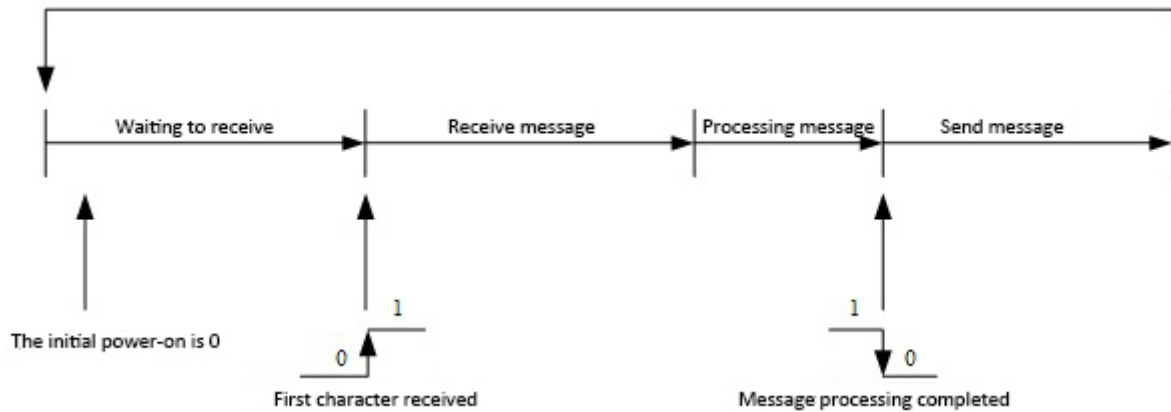 Waiting to receive
Receive message
Processing message
Send message
The initial power-on is 0
0
1
First character received
1
0
Message processing completed